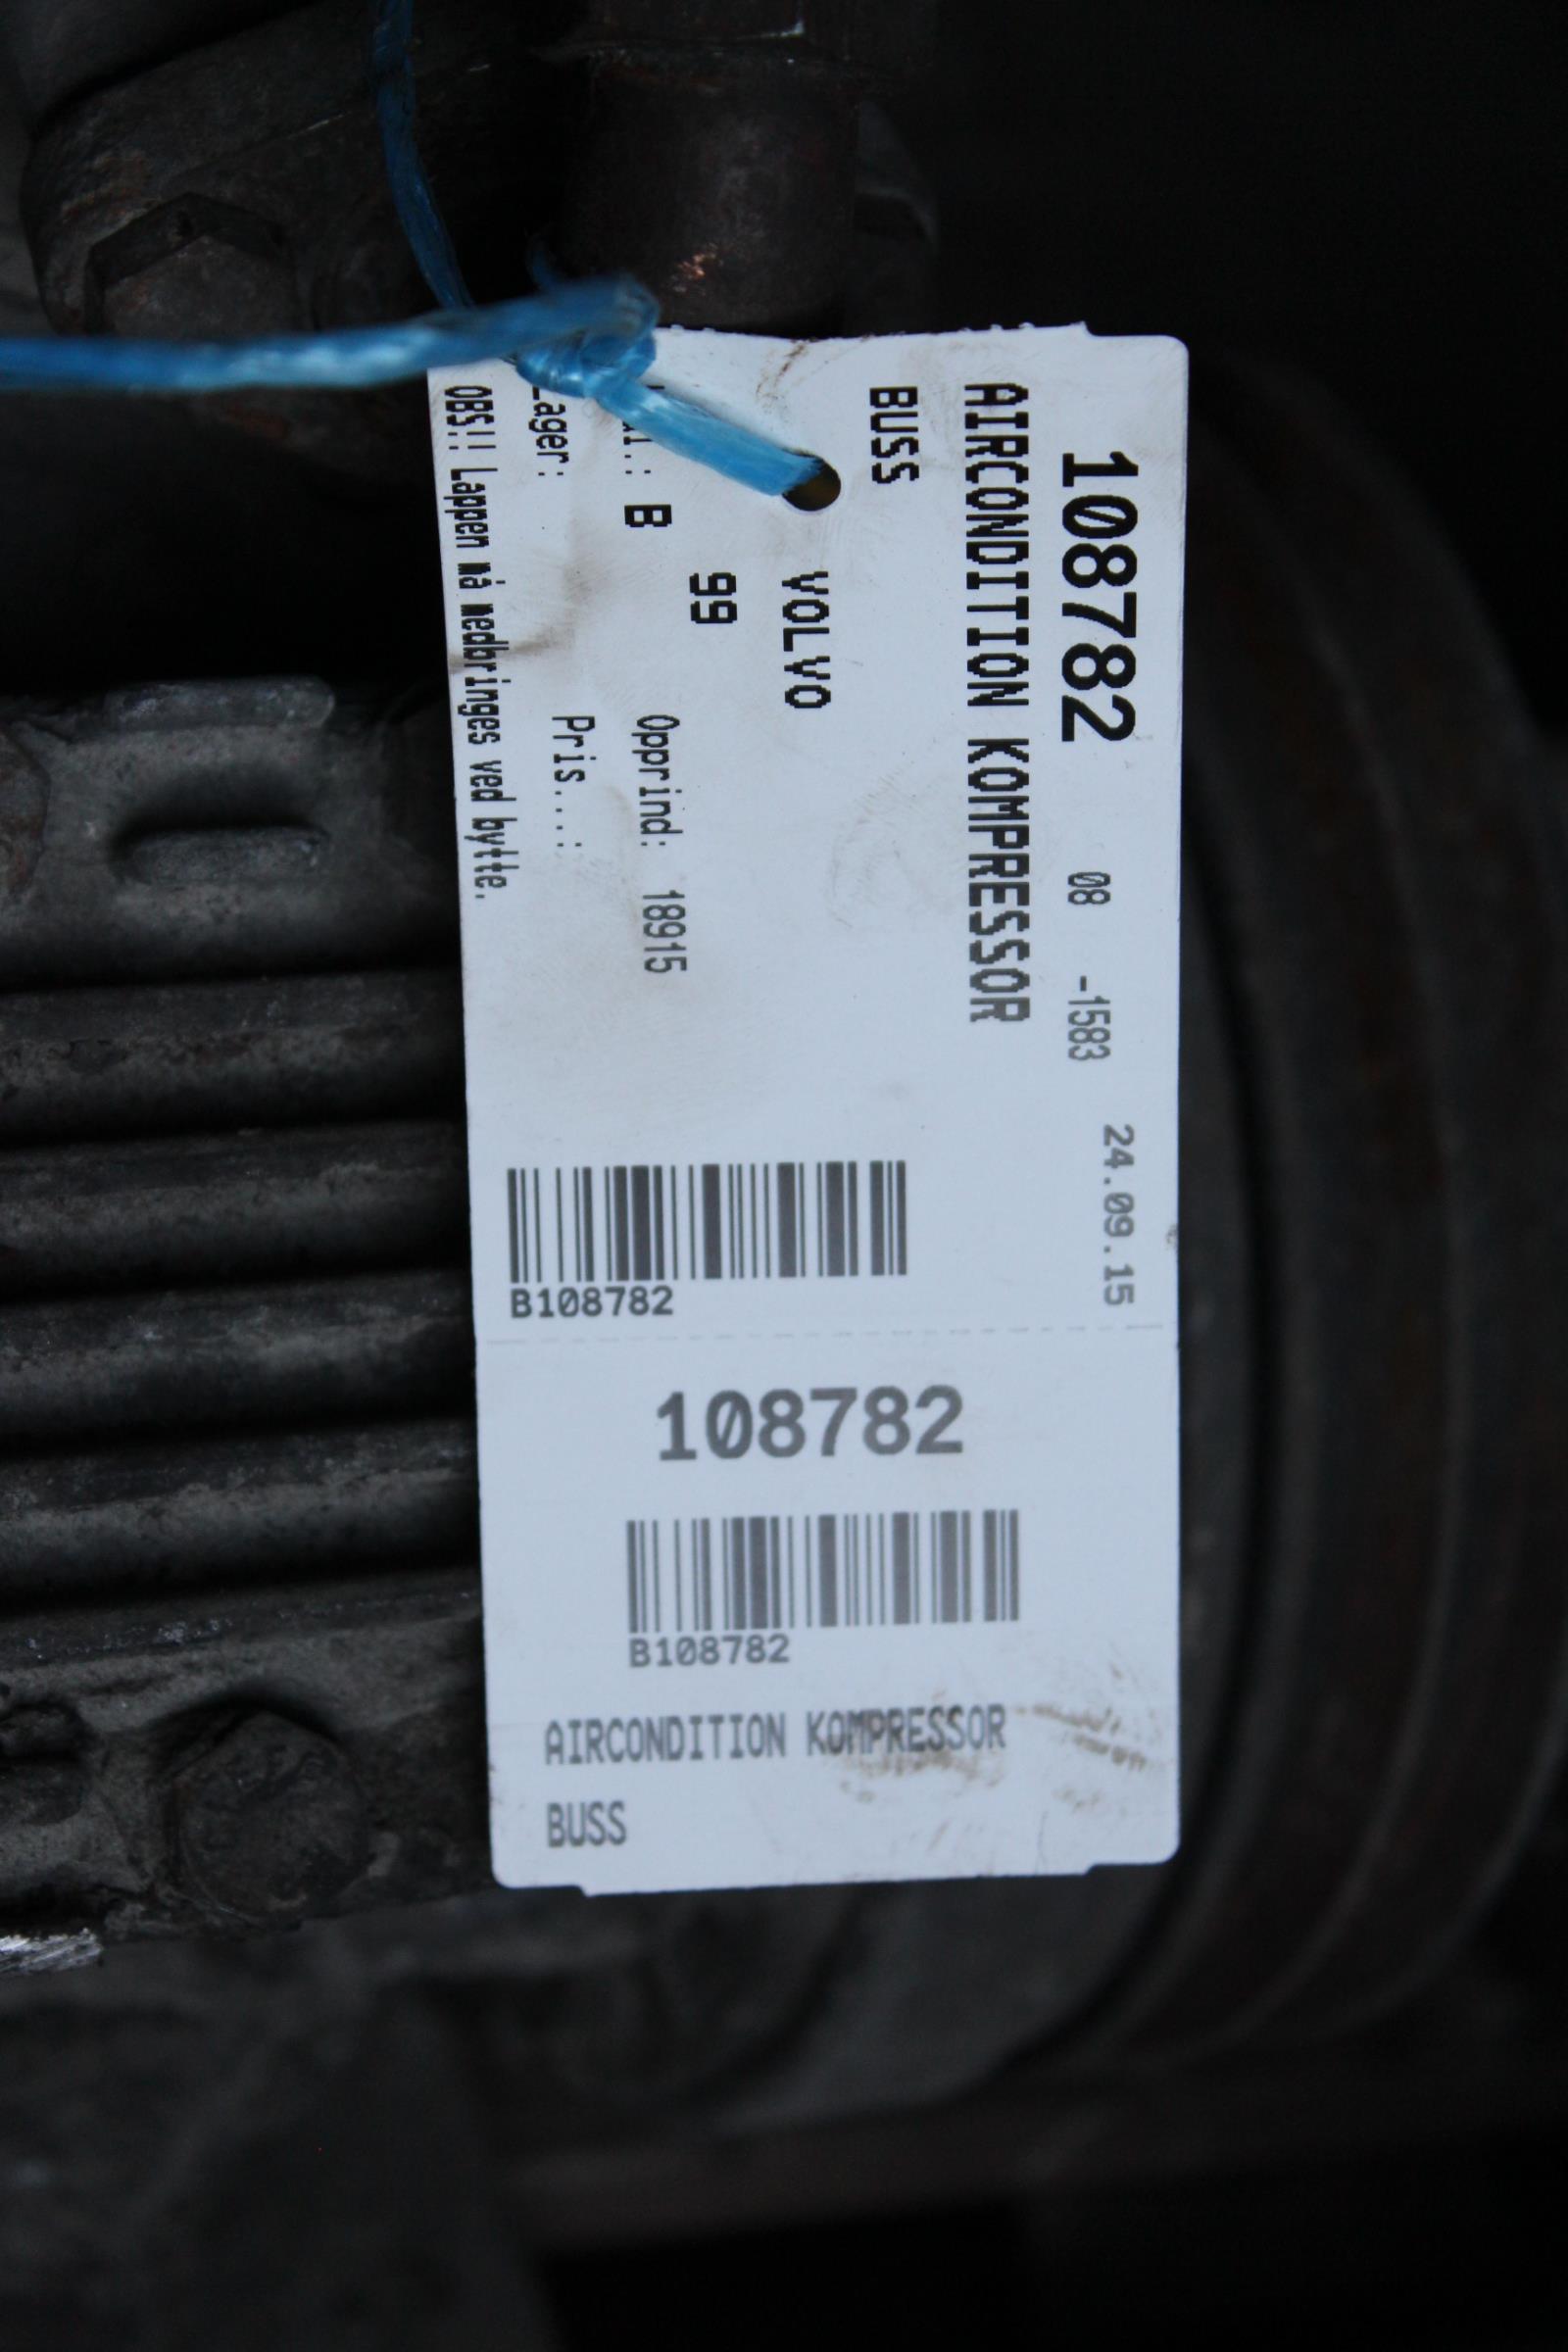 108782 08 -1583 24.09.15
AIRCONDITION KOMPRESSOR
BUSS
VOLVO
99
B Opprind: 18915
Pris...:
OBS!! Lappen må medbringes ved bytte.
B108782
108782
B108782
AIRCONDITION KOMPRESSOR
BUSS